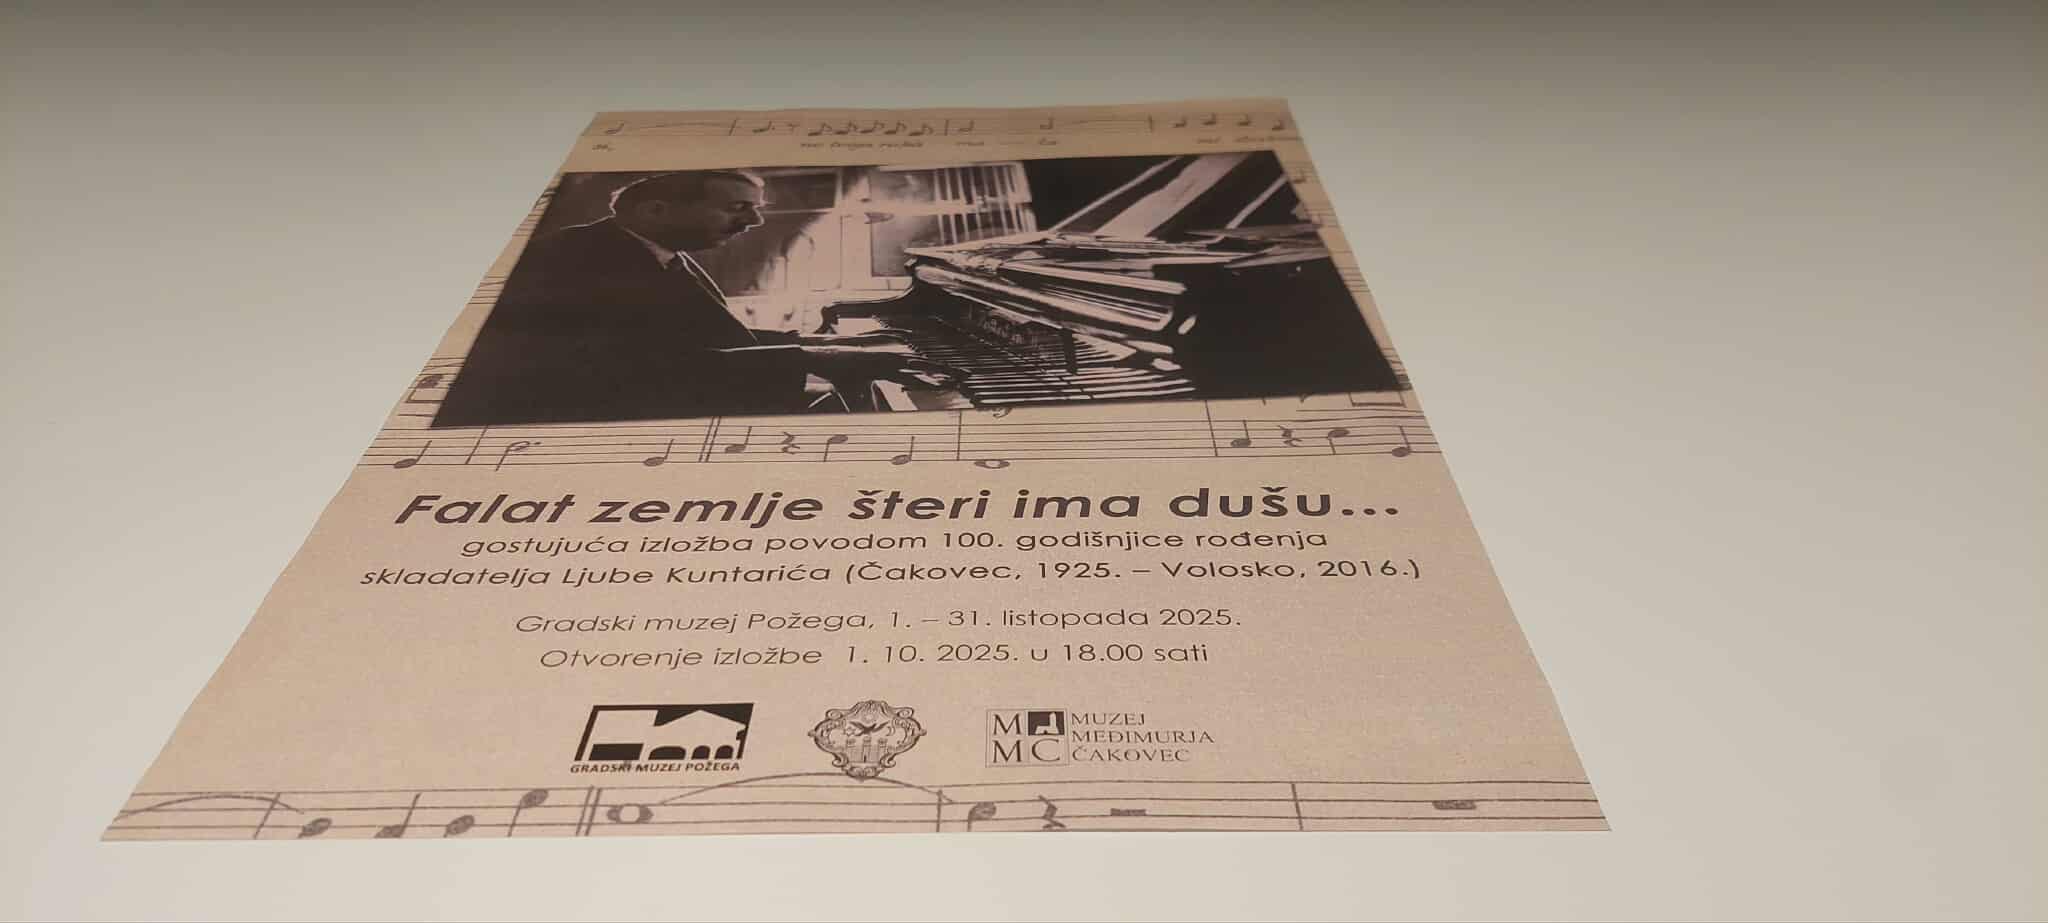 Falat zemlje šteri ima dušu...
gostujuća izložba povodom 100. godišnjice rođenja
skladatelja Ljube Kuntarića (Čakovec, 1925. – Volosko, 2016.)
Gradski muzej Požega, 1. – 31. listopada 2025.
Otvorenje izložbe 1. 10. 2025. u 18.00 sati
GRADSKI MUZEJ POŽEGA
M MC
MUZEJ
MEĐIMURJA
ČAKOVEC